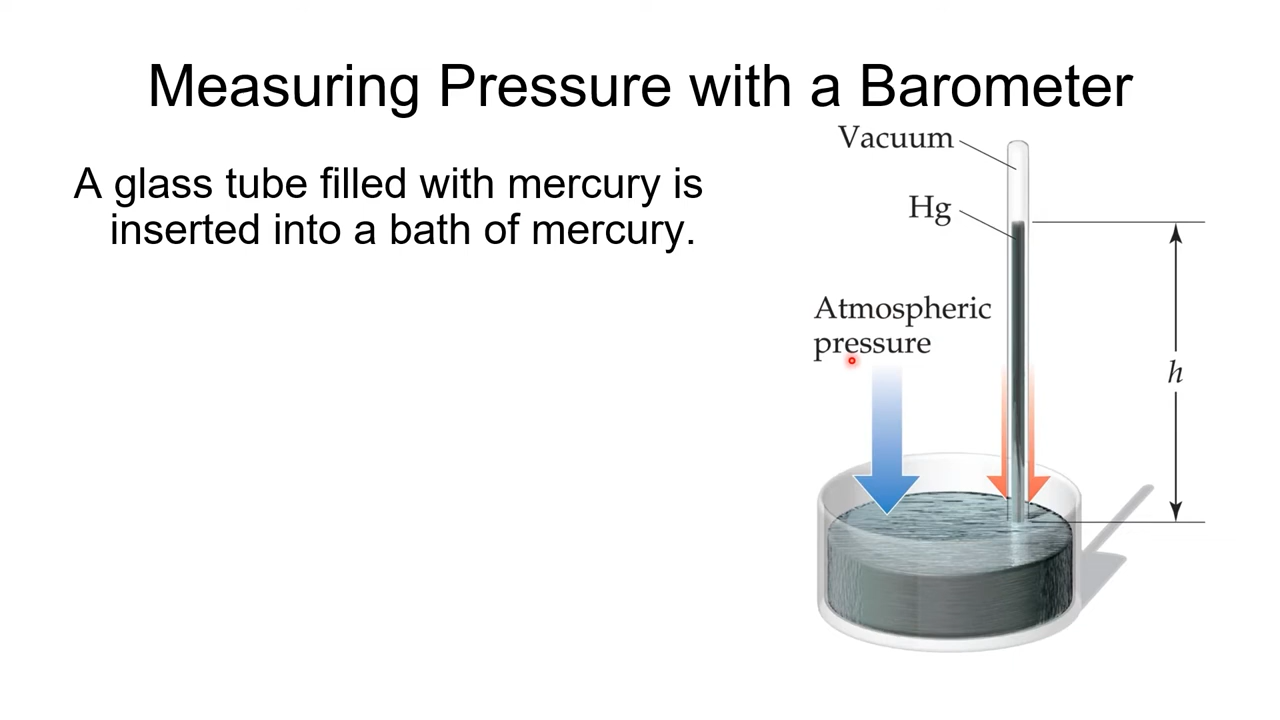 Measuring Pressure with a Barometer
A glass tube filled with mercury is
inserted into a bath of mercury.
Vacuum
Hg
Atmospheric
pressure
h